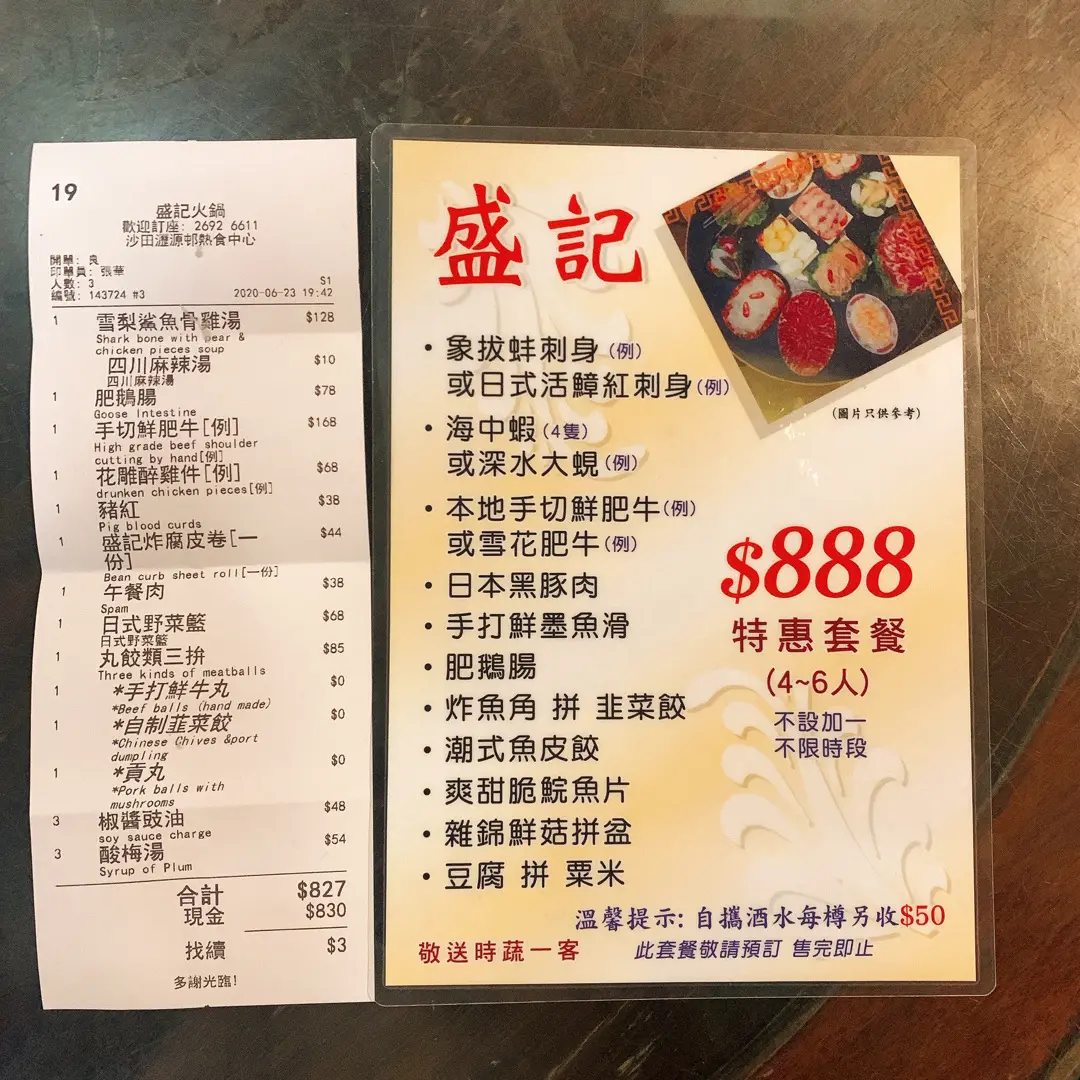 19
盛記火鍋
歡迎訂座: 2692 6611
沙田瀝源邨熟食中心
開單: 良
印單員: 張華
人數: 3 S1
編號: 143724 #3 2020-06-23 19:42
1 雪梨鯊魚骨雞湯 $128
Shark bone with pear &
chicken pieces soup
四川麻辣湯 $10
四川麻辣湯
1 肥鵝腸 $78
Goose Intestine
1 手切鮮肥牛[例] $168
High grade beef shoulder
cutting by hand[例]
1 花雕醉雞件[例] $68
drunken chicken pieces[例]
1 豬紅 $38
Pig blood curds
1 盛記炸腐皮卷[一 $44
份]
Bean curb sheet roll[一份]
1 午餐肉 $38
Spam
1 日式野菜籃 $68
日式野菜籃
1 丸餃類三拚 $85
Three kinds of meatballs
1 *手打鮮牛丸 $0
*Beef balls (hand made)
1 *自制韮菜餃 $0
*Chinese Chives &port
dumpling
1 *貢丸 $0
*Pork balls with
mushrooms
3 椒醬豉油 $48
soy sauce charge
3 酸梅湯 $54
Syrup of Plum
合計 $827
現金 $830
找續 $3
多謝光臨!
盛記
(圖片只供參考)
・象拔蚌刺身(例)
或日式活鱆紅刺身(例)
・海中蝦(4隻)
或深水大蜆(例)
・本地手切鮮肥牛(例)
或雪花肥牛(例)
・日本黑豚肉
・手打鮮墨魚滑
・肥鵝腸
・炸魚角 拼 韭菜餃
・潮式魚皮餃
・爽甜脆鯇魚片
・雜錦鮮菇拼盆
・豆腐 拼 粟米
$888
特惠套餐
(4~6人)
不設加一
不限時段
溫馨提示: 自攜酒水每樽另收$50
敬送時蔬一客 此套餐敬請預訂 售完即止